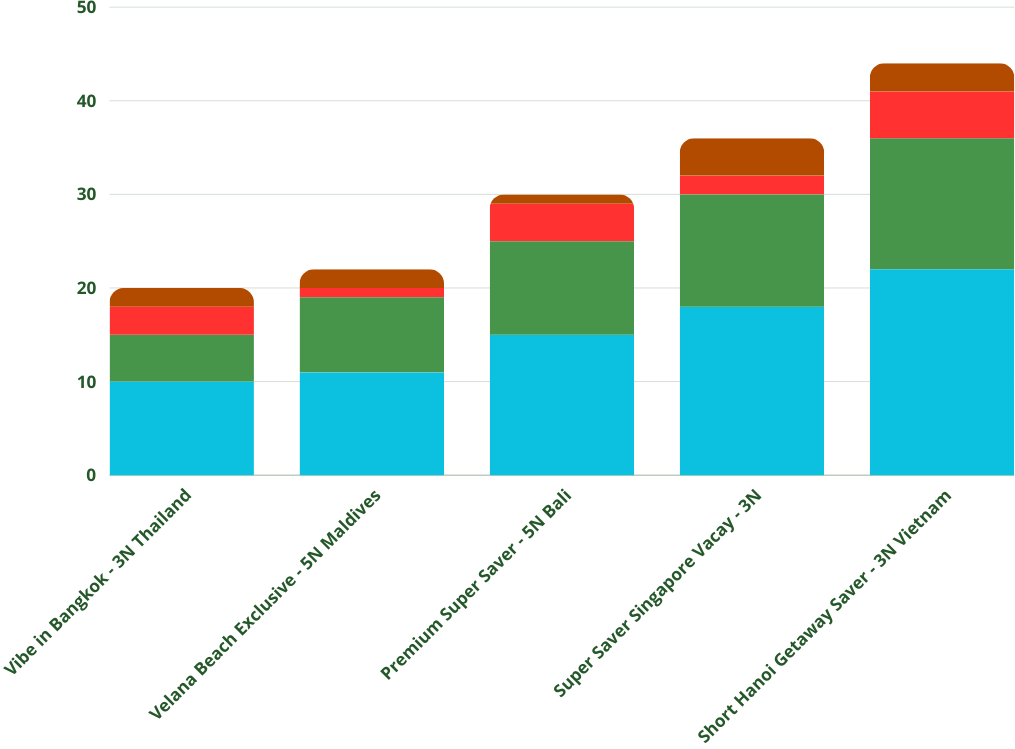 50
40
30
20
10
0
Vibe in Bangkok - 3N Thailand
Velana Beach Exclusive - 5N Maldives
Premium Super Saver - 5N Bali
Super Saver Singapore Vacay - 3N
Short Hanoi Getaway Saver - 3N Vietnam